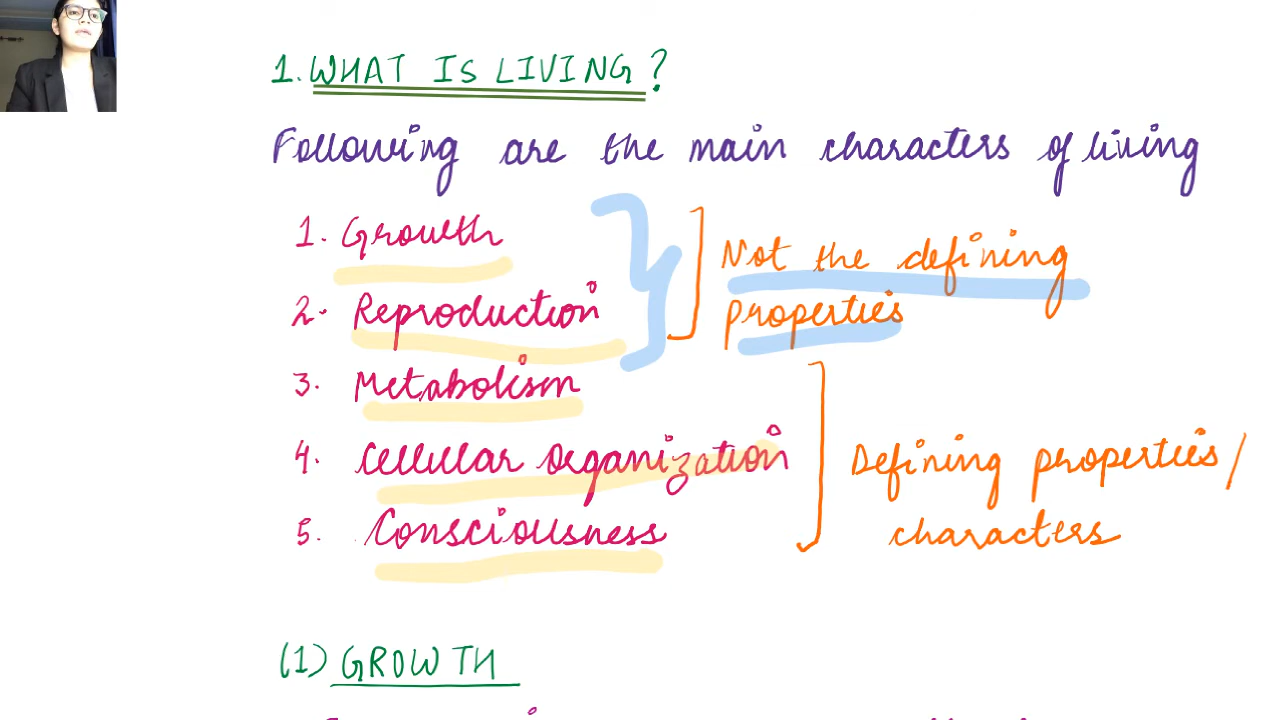 1. WHAT IS LIVING?
Following are the main characters of living
1. Growth
2. Reproduction
Not the defining
properties
3. Metabolism
4. Cellular organization
5. Consciousness
Defining properties/
characters
(1) GROWTH